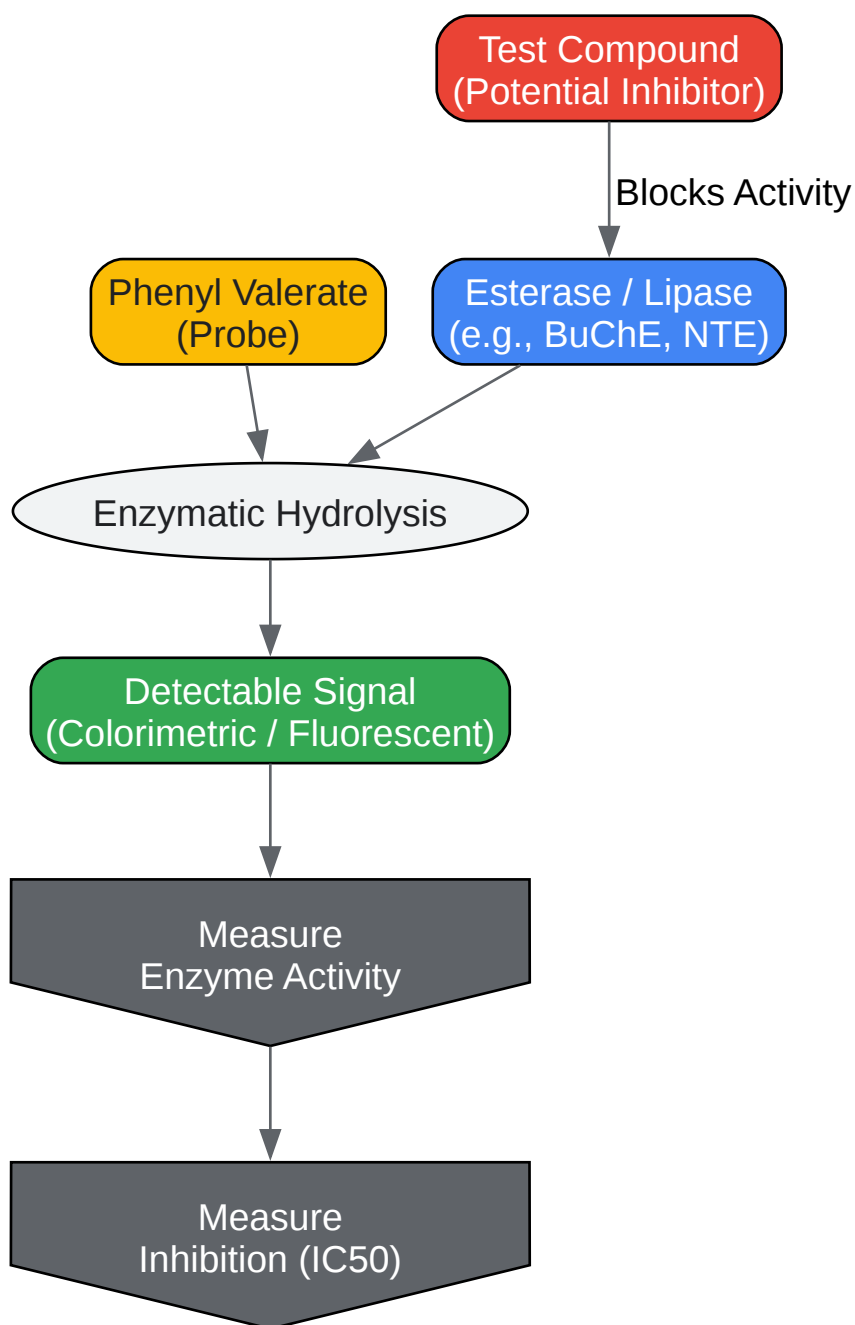 Test Compound
(Potential Inhibitor)
Blocks Activity
Phenyl Valerate
(Probe)
Esterase / Lipase
(e.g., BuChE, NTE)
Enzymatic Hydrolysis
Detectable Signal
(Colorimetric / Fluorescent)
Measure
Enzyme Activity
Measure
Inhibition (IC50)